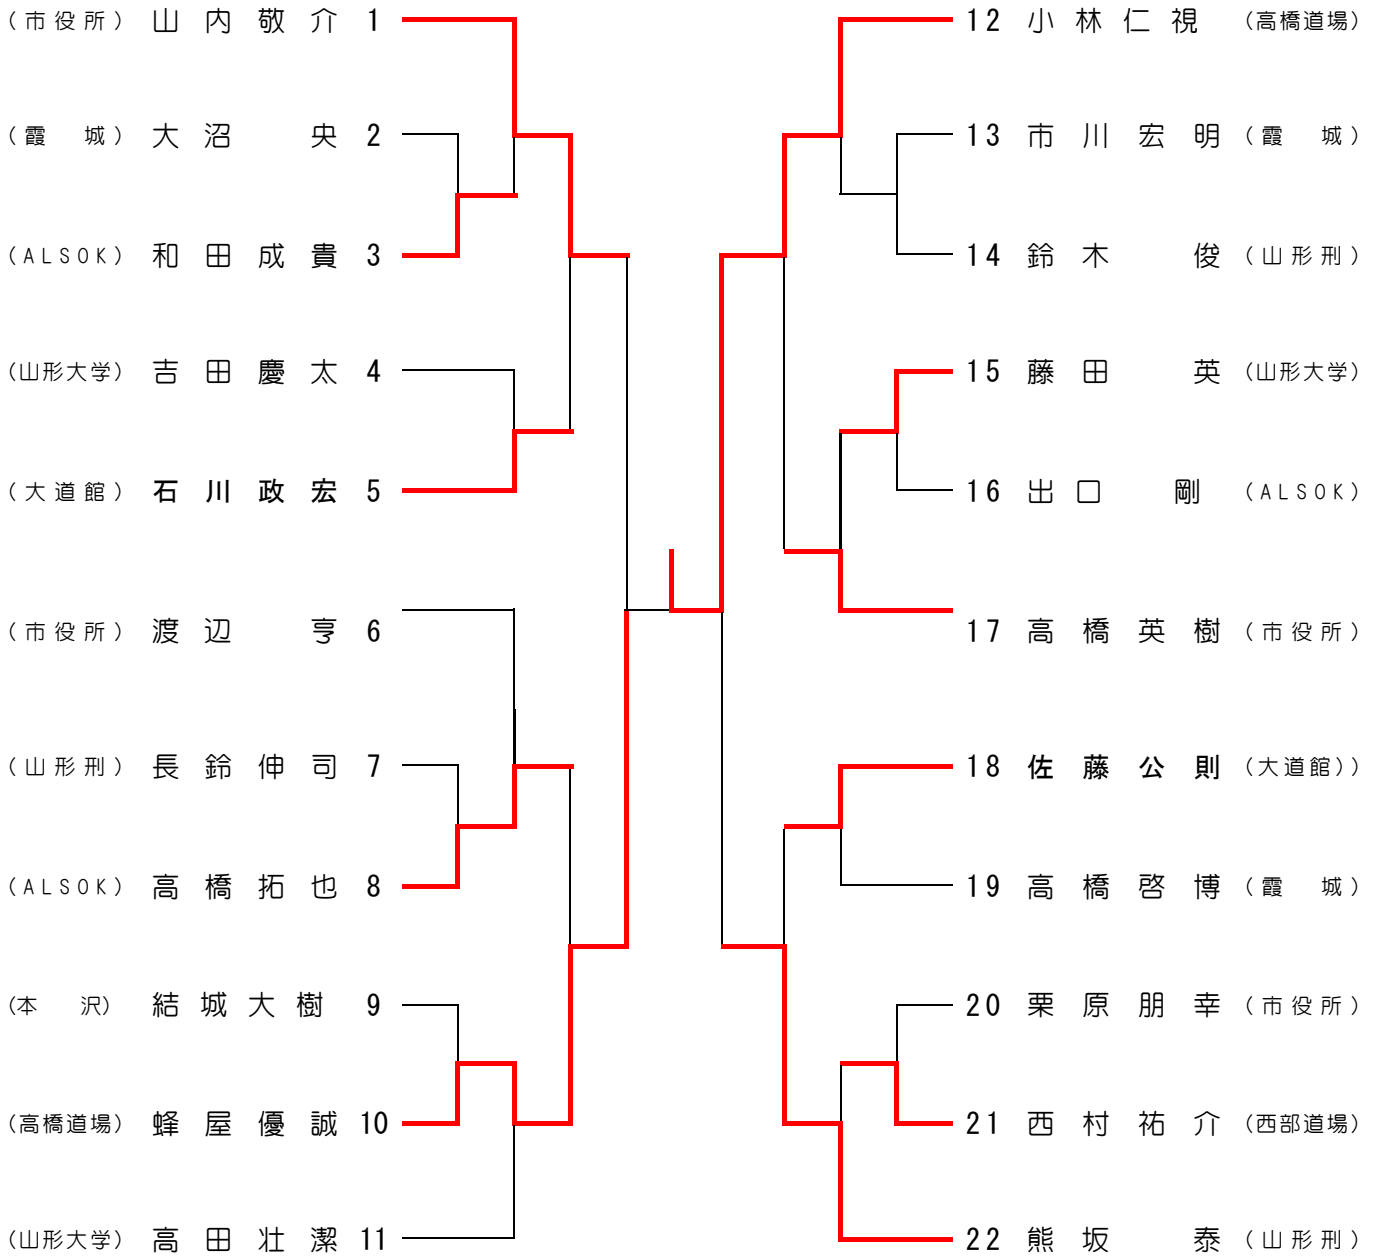 (市役所) 山内敬介 1
(霞 城) 大沼 央 2
(ALSOK) 和田成貴 3
(山形大学) 吉田慶太 4
(大道館) 石川政宏 5
(市役所) 渡辺 亨 6
(山形刑) 長鈴伸司 7
(ALSOK) 高橋拓也 8
(本 沢) 結城大樹 9
(高橋道場) 蜂屋優誠 10
(山形大学) 高田壮潔 11
12 小林仁視 (高橋道場)
13 市川宏明 (霞 城)
14 鈴木 俊 (山形刑)
15 藤田 英 (山形大学)
16 出口 剛 (ALSOK)
17 高橋英樹 (市役所)
18 佐藤公則 (大道館))
19 高橋啓博 (霞 城)
20 栗原朋幸 (市役所)
21 西村祐介 (西部道場)
22 熊坂 泰 (山形刑)